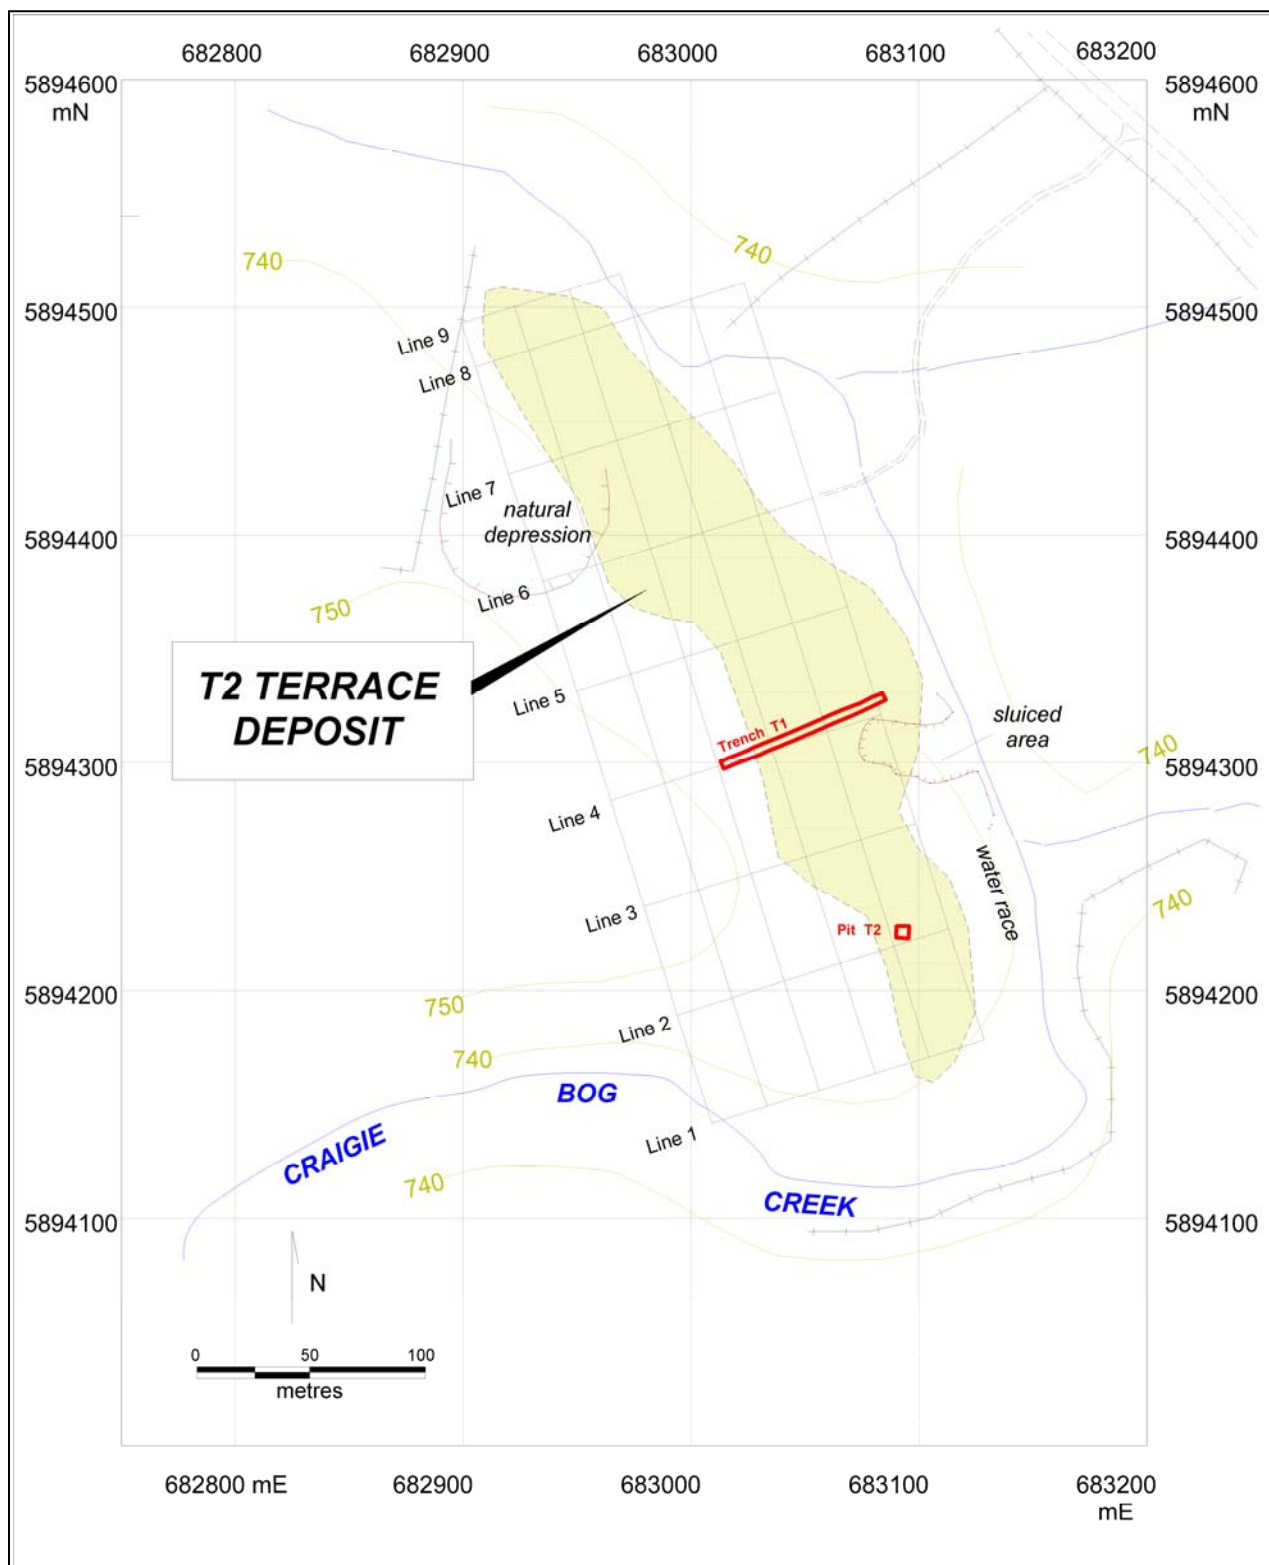 682800
682900
683000
683100
683200
5894600
mN
5894600
mN
740
740
5894500
5894500
Line 9
Line 8
Line 7
natural
depression
5894400
5894400
Line 6
750
T2 TERRACE
DEPOSIT
Line 5
Trench T1
sluiced
area
740
5894300
5894300
Line 4
Line 3
Pit T2
water race
740
5894200
5894200
750
Line 2
740
BOG
CRAIGIE
Line 1
740
CREEK
5894100
5894100
N
0
50
100
metres
682800 mE
682900
683000
683100
683200
mE